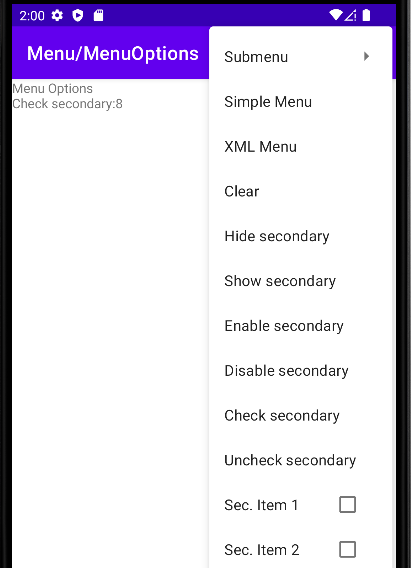 2:00
Menu/MenuOptions
Menu Options
Check secondary:8
Submenu
Simple Menu
XML Menu
Clear
Hide secondary
Show secondary
Enable secondary
Disable secondary
Check secondary
Uncheck secondary
Sec. Item 1
Sec. Item 2